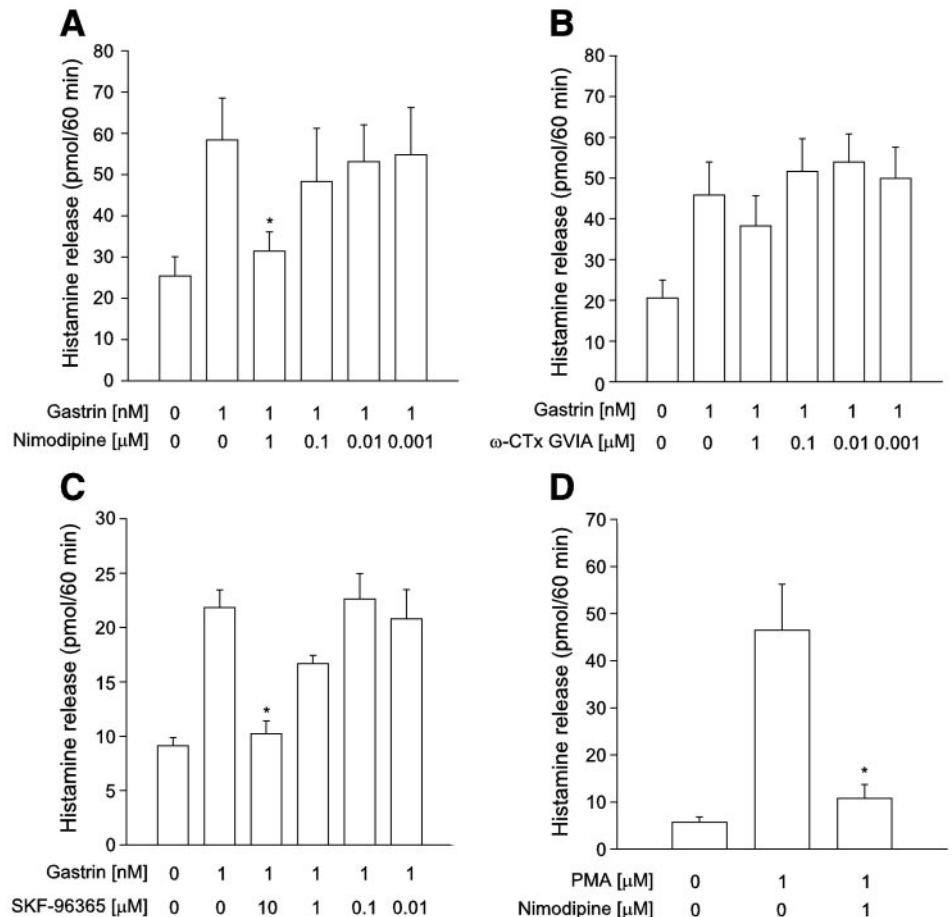 A
Histamine release (pmol/60 min)
80
70
60
50
40
30
20
10
0
*
Gastrin [nM] 0 1 1 1 1 1
Nimodipine [µM] 0 0 1 0.1 0.01 0.001
B
Histamine release (pmol/60 min)
80
70
60
50
40
30
20
10
0
Gastrin [nM] 0 1 1 1 1 1
ω-CTx GVIA [µM] 0 0 1 0.1 0.01 0.001
C
Histamine release (pmol/60 min)
30
25
20
15
10
5
0
*
Gastrin [nM] 0 1 1 1 1 1
SKF-96365 [µM] 0 0 10 1 0.1 0.01
D
Histamine release (pmol/60 min)
70
60
50
40
30
20
10
0
*
PMA [µM] 0 1 1
Nimodipine [µM] 0 0 1